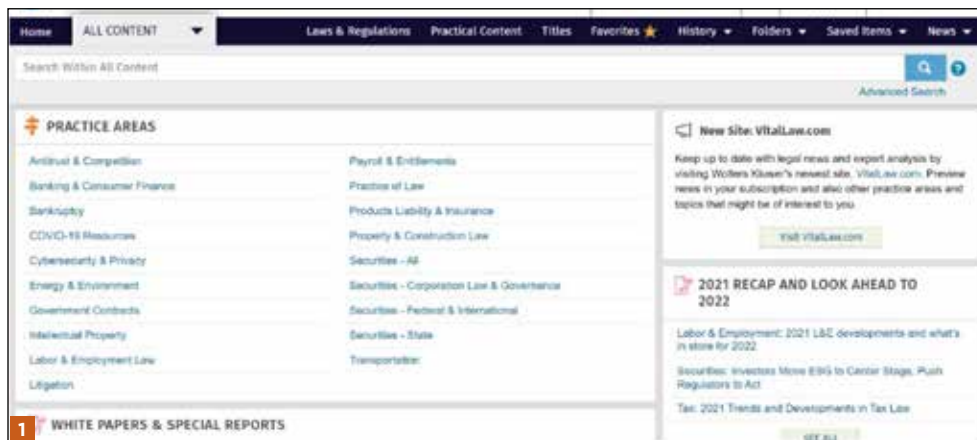 Home ALL CONTENT Laws & Regulations Practical Content Titles Favorites History Folders Saved Items News
Search Within All Content
?
Advanced Search
PRACTICE AREAS
Antitrust & Competition
Banking & Consumer Finance
Bankruptcy
COVID-19 Resources
Cybersecurity & Privacy
Energy & Environment
Government Contracts
Intellectual Property
Labor & Employment Law
Litigation
Payroll & Entitlements
Practice of Law
Products Liability & Insurance
Property & Construction Law
Securities - All
Securities - Corporation Law & Governance
Securities - Federal & International
Securities - State
Transportation
WHITE PAPERS & SPECIAL REPORTS
New Site: VitalLaw.com
Keep up to date with legal news and expert analysis by
visiting Wolters Kluwer's newest site, VitalLaw.com. Preview
news in your subscription and also other practice areas and
topics that might be of interest to you.
Visit VitalLaw.com
2021 RECAP AND LOOK AHEAD TO
2022
Labor & Employment: 2021 L&E developments and what's
in store for 2022
Securities: Investors Move ESG to Center Stage, Push
Regulators to Act
Tax: 2021 Trends and Developments in Tax Law
SEE ALL
1